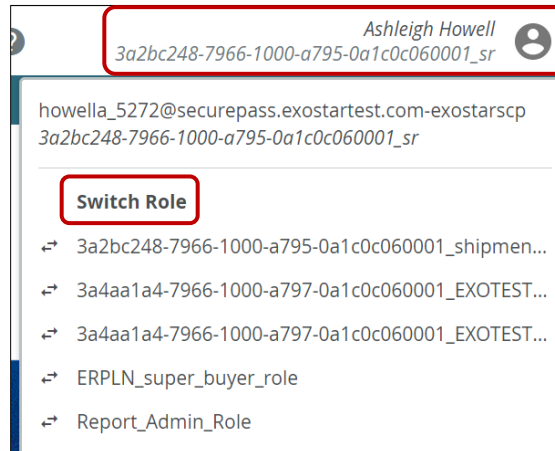 ?
Ashleigh Howell
3a2bc248-7966-1000-a795-0a1c0c060001_sr
howella_5272@securepass.exostartest.com-exostarscp
3a2bc248-7966-1000-a795-0a1c0c060001_sr
Switch Role
3a2bc248-7966-1000-a795-0a1c0c060001_shipmen...
3a4aa1a4-7966-1000-a797-0a1c0c060001_EXOTEST...
3a4aa1a4-7966-1000-a797-0a1c0c060001_EXOTEST...
ERPLN_super_buyer_role
Report_Admin_Role